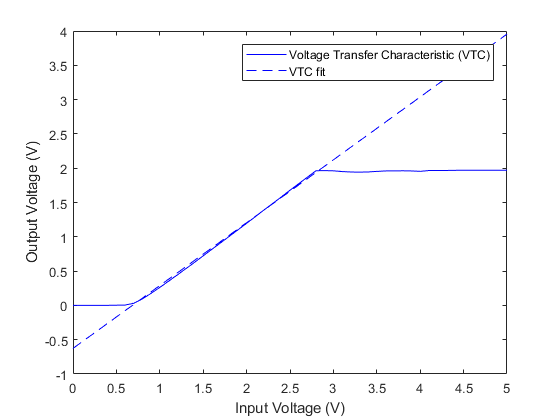 4
3.5
3
2.5
2
1.5
1
0.5
0
-0.5
-1
Output Voltage (V)
Voltage Transfer Characteristic (VTC)
VTC fit
0 0.5 1 1.5 2 2.5 3 3.5 4 4.5 5
Input Voltage (V)